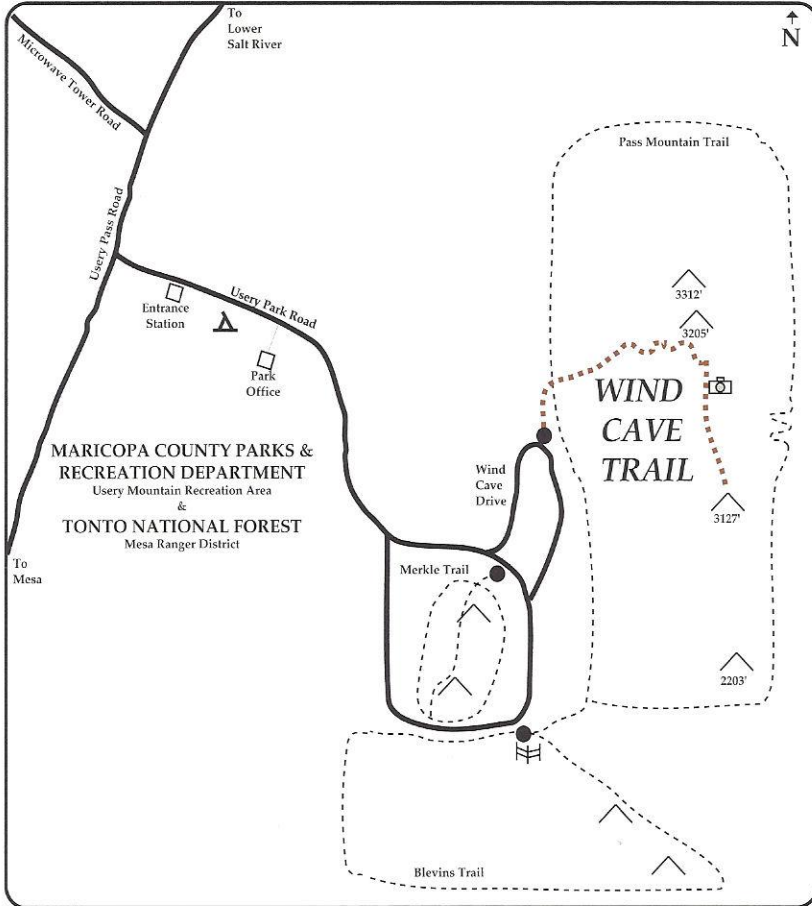 To
Lower
Salt River
N
Microwave Tower Road
Pass Mountain Trail
Usery Pass Road
Usery Park Road
Entrance
Station
3312'
3205'
Park
Office
WIND
CAVE
TRAIL
MARICOPA COUNTY PARKS &
RECREATION DEPARTMENT
Usery Mountain Recreation Area
&
TONTO NATIONAL FOREST
Mesa Ranger District
Wind
Cave
Drive
3127'
To
Mesa
Merkle Trail
2203'
Blevins Trail